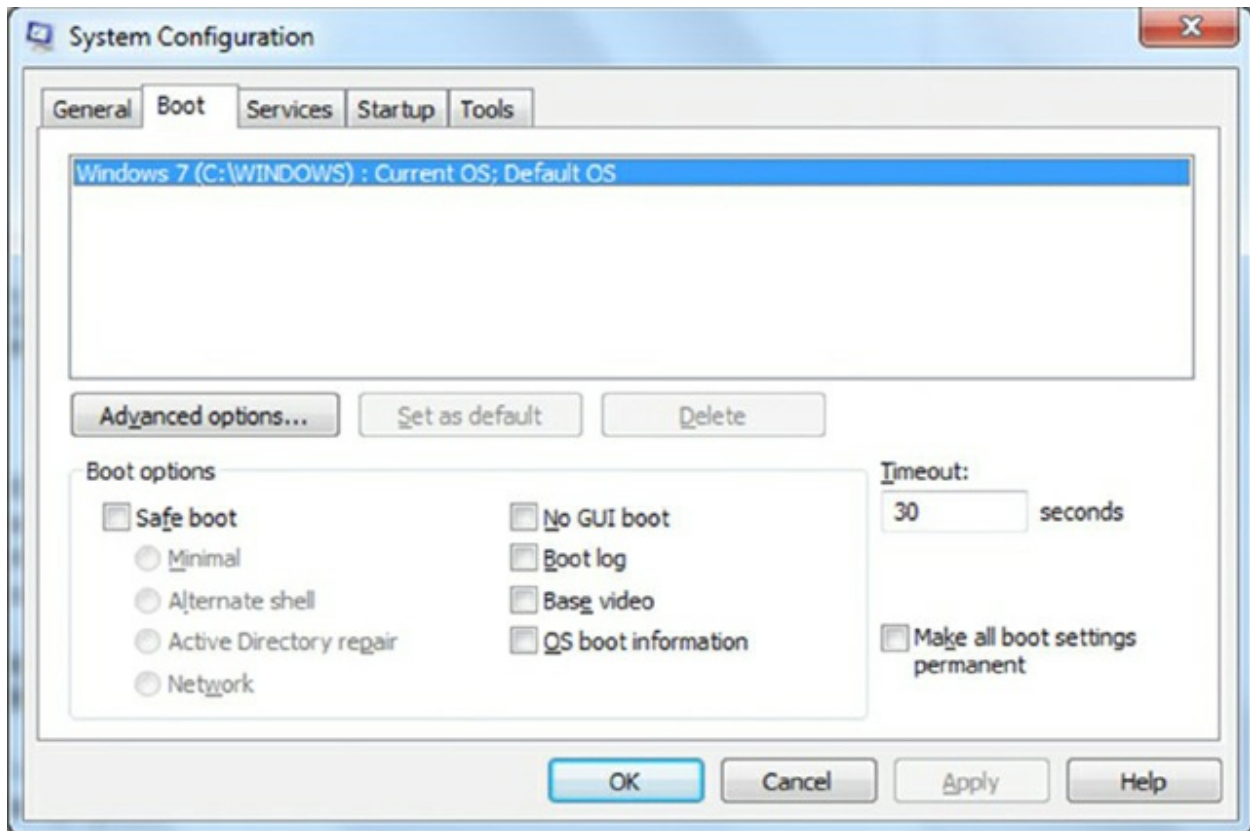 System Configuration
General Boot Services Startup Tools
Windows 7 (C:\WINDOWS) : Current OS; Default OS
Advanced options... Set as default Delete
Boot options
Timeout:
Safe boot
No GUI boot
30 seconds
Minimal
Boot log
Alternate shell
Base video
Active Directory repair
OS boot information
Make all boot settings
permanent
Network
OK Cancel Apply Help